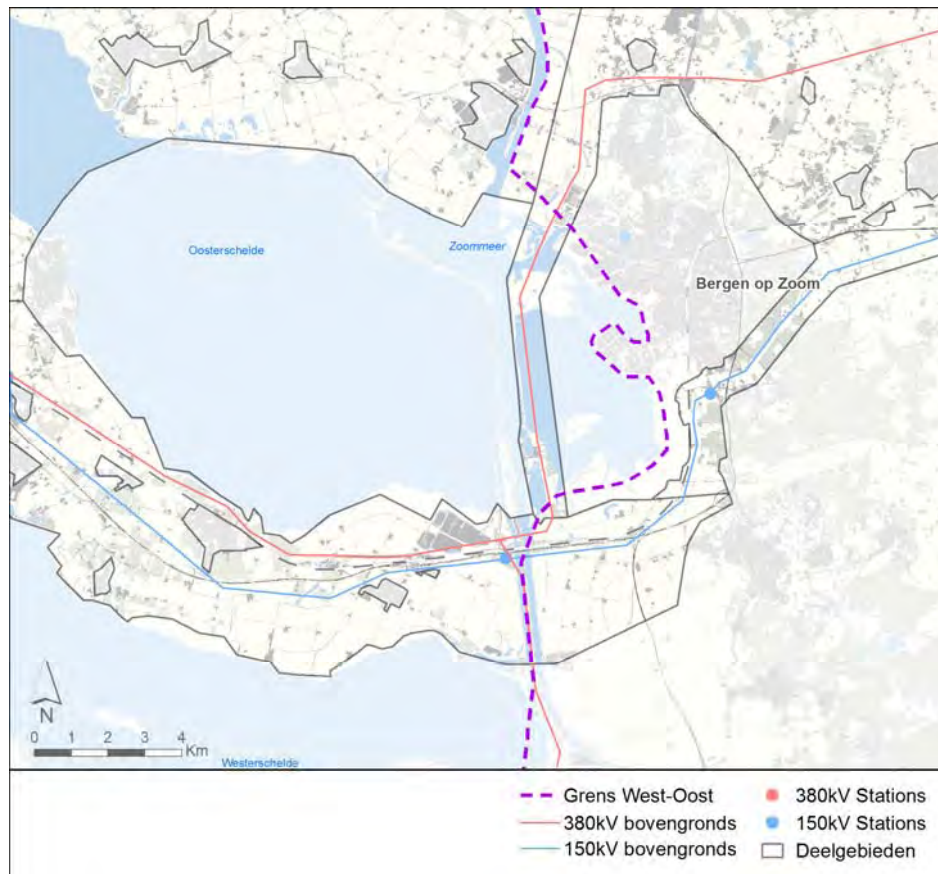 Oosterschelde
Zoommeer
Bergen op Zoom
N
0 1 2 3 4
Km
Westerschelde
Grens West-Oost
380kV bovengronds
150kV bovengronds
380kV Stations
150kV Stations
Deelgebieden